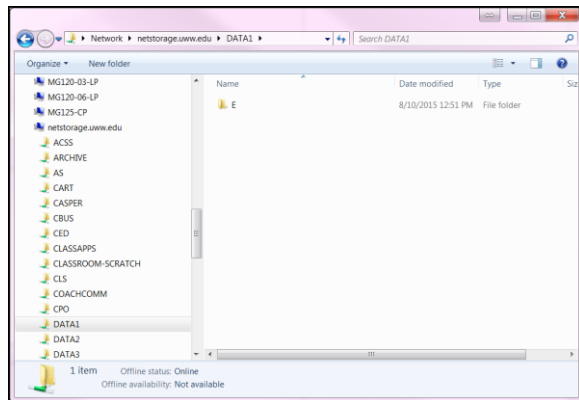 Network ▸ netstorage.uww.edu ▸ DATA1 ▸
Search DATA1
Organize ▾ New folder
Name Date modified Type Siz
MG120-03-LP
MG120-06-LP
MG125-CP
netstorage.uww.edu
ACSS
ARCHIVE
AS
CART
CASPER
CBUS
CED
CLASSAPPS
CLASSROOM-SCRATCH
CLS
COACHCOMM
CPO
DATA1
DATA2
DATA3
E 8/10/2015 12:51 PM File folder
1 item Offline status: Online
Offline availability: Not available